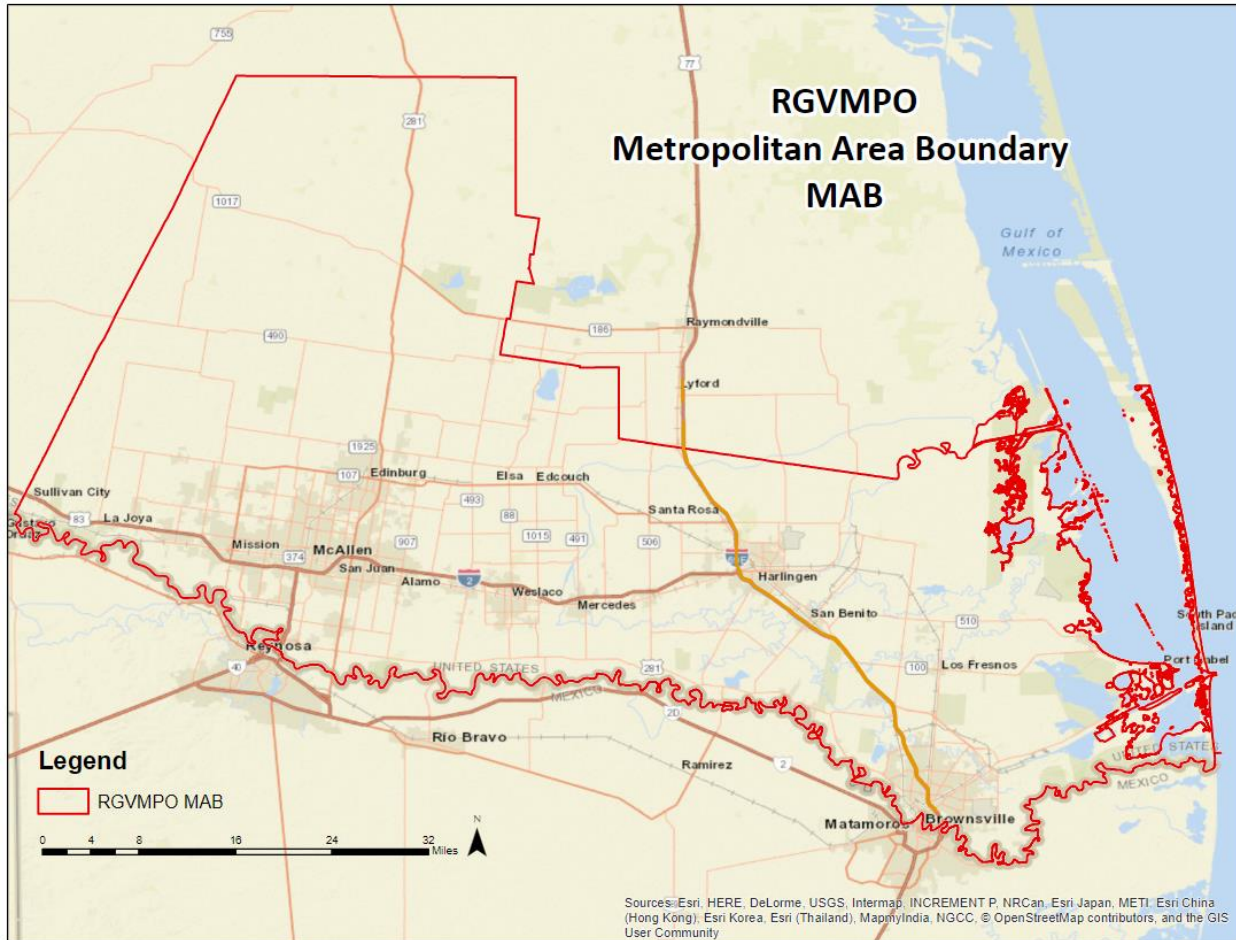 755
77
RGVMPO
Metropolitan Area Boundary
MAB
281
1017
Gulf of
Mexico
186
Raymondville
490
Lyford
1925
107
Edinburg
Elsa
Edcouch
Sullivan City
493
Santa Rosa
83
La Joya
88
1015
491
506
Mission
374
McAllen
907
San Juan
Alamo
2
Weslaco
Mercedes
Harlingen
San Benito
510
Island
Reynosa
40
UNITED STATES
281
100
Los Fresnos
MEXICO
2D
Rio Bravo
Ramirez
2
UNITED STATES
MEXICO
Legend
RGVMPO MAB
Matamoros
Brownsville
N
0 4 8 16 24 32
Miles
Sources: Esri, HERE, DeLorme, USGS, Intermap, INCREMENT P, NRCan, Esri Japan, METI, Esri China
(Hong Kong), Esri Korea, Esri (Thailand), MapmyIndia, NGCC, © OpenStreetMap contributors, and the GIS
User Community